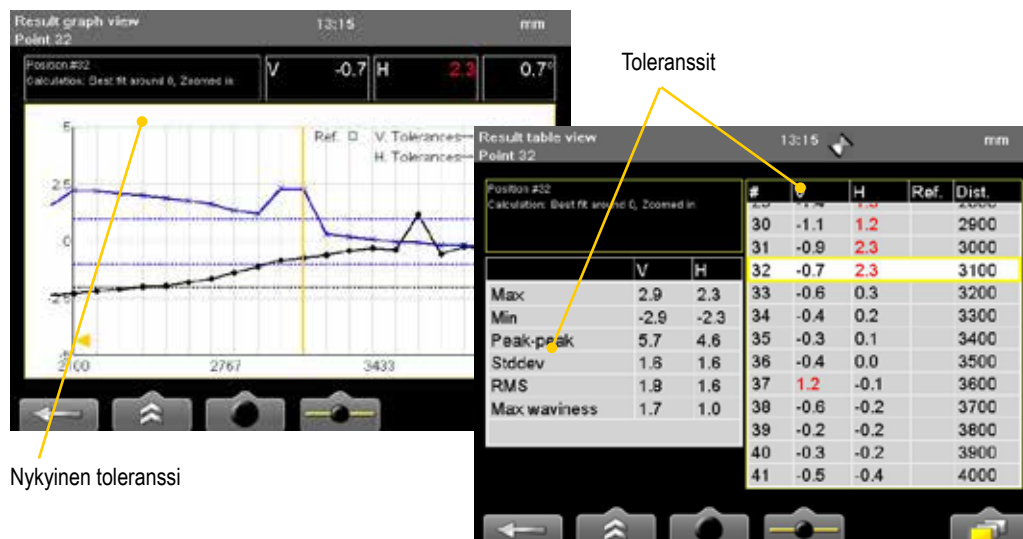 Result graph view 13:15 mm
Point 22
Position #32
Calculation: Best fit around 0, Zoomed in
V -0.7 H 2.3 0.7°
Ref. V. Tolerances
H. Tolerances
5
2.5
0
-2.5
2100 2767 3433
Nykyinen toleranssi
Toleranssit
Result table view 13:15 mm
Point 32
Position #32
Calculation: Best fit around 0, Zoomed in
V H
Max 2.9 2.3
Min -2.9 -2.3
Peak-peak 5.7 4.6
Stddev 1.6 1.6
RMS 1.8 1.6
Max waviness 1.7 1.0
# V H Ref. Dist.
30 -1.1 1.2 2900
31 -0.9 2.3 3000
32 -0.7 2.3 3100
33 -0.6 0.3 3200
34 -0.4 0.2 3300
35 -0.3 0.1 3400
36 -0.4 0.0 3500
37 1.2 -0.1 3600
38 -0.6 -0.2 3700
39 -0.2 -0.2 3800
40 -0.3 -0.2 3900
41 -0.5 -0.4 4000